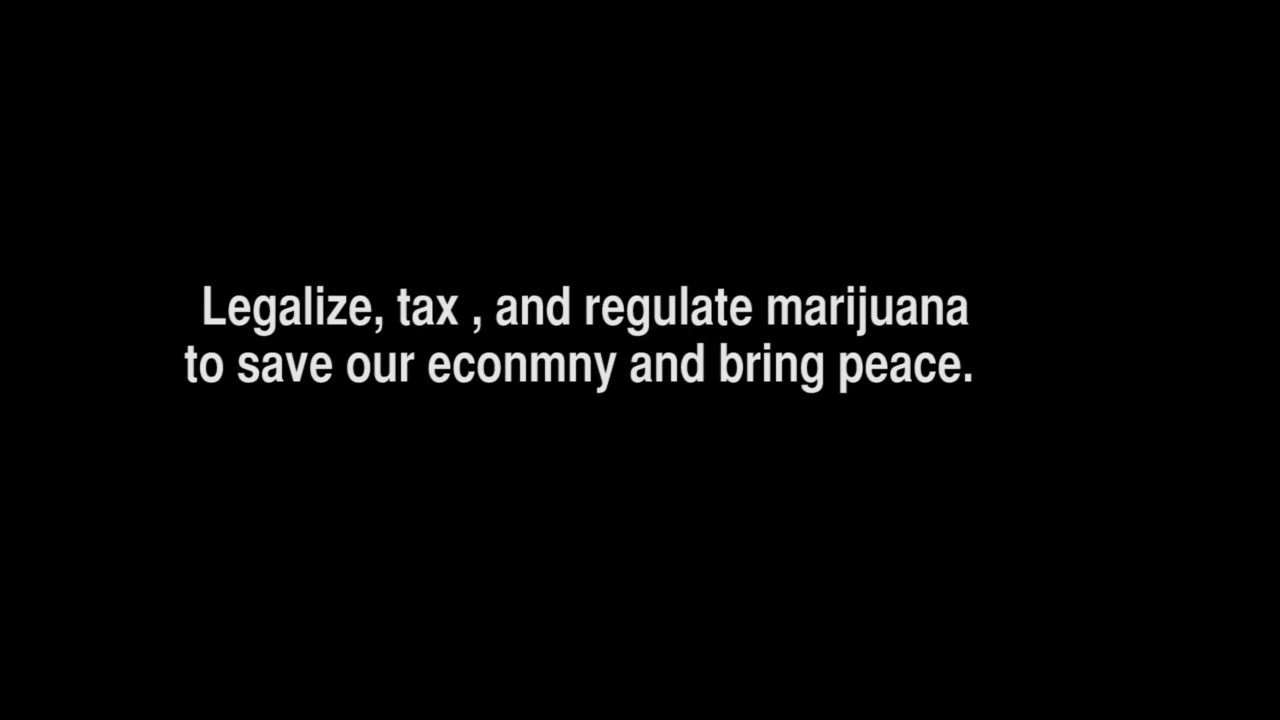 Legalize, tax , and regulate marijuana
to save our econmny and bring peace.